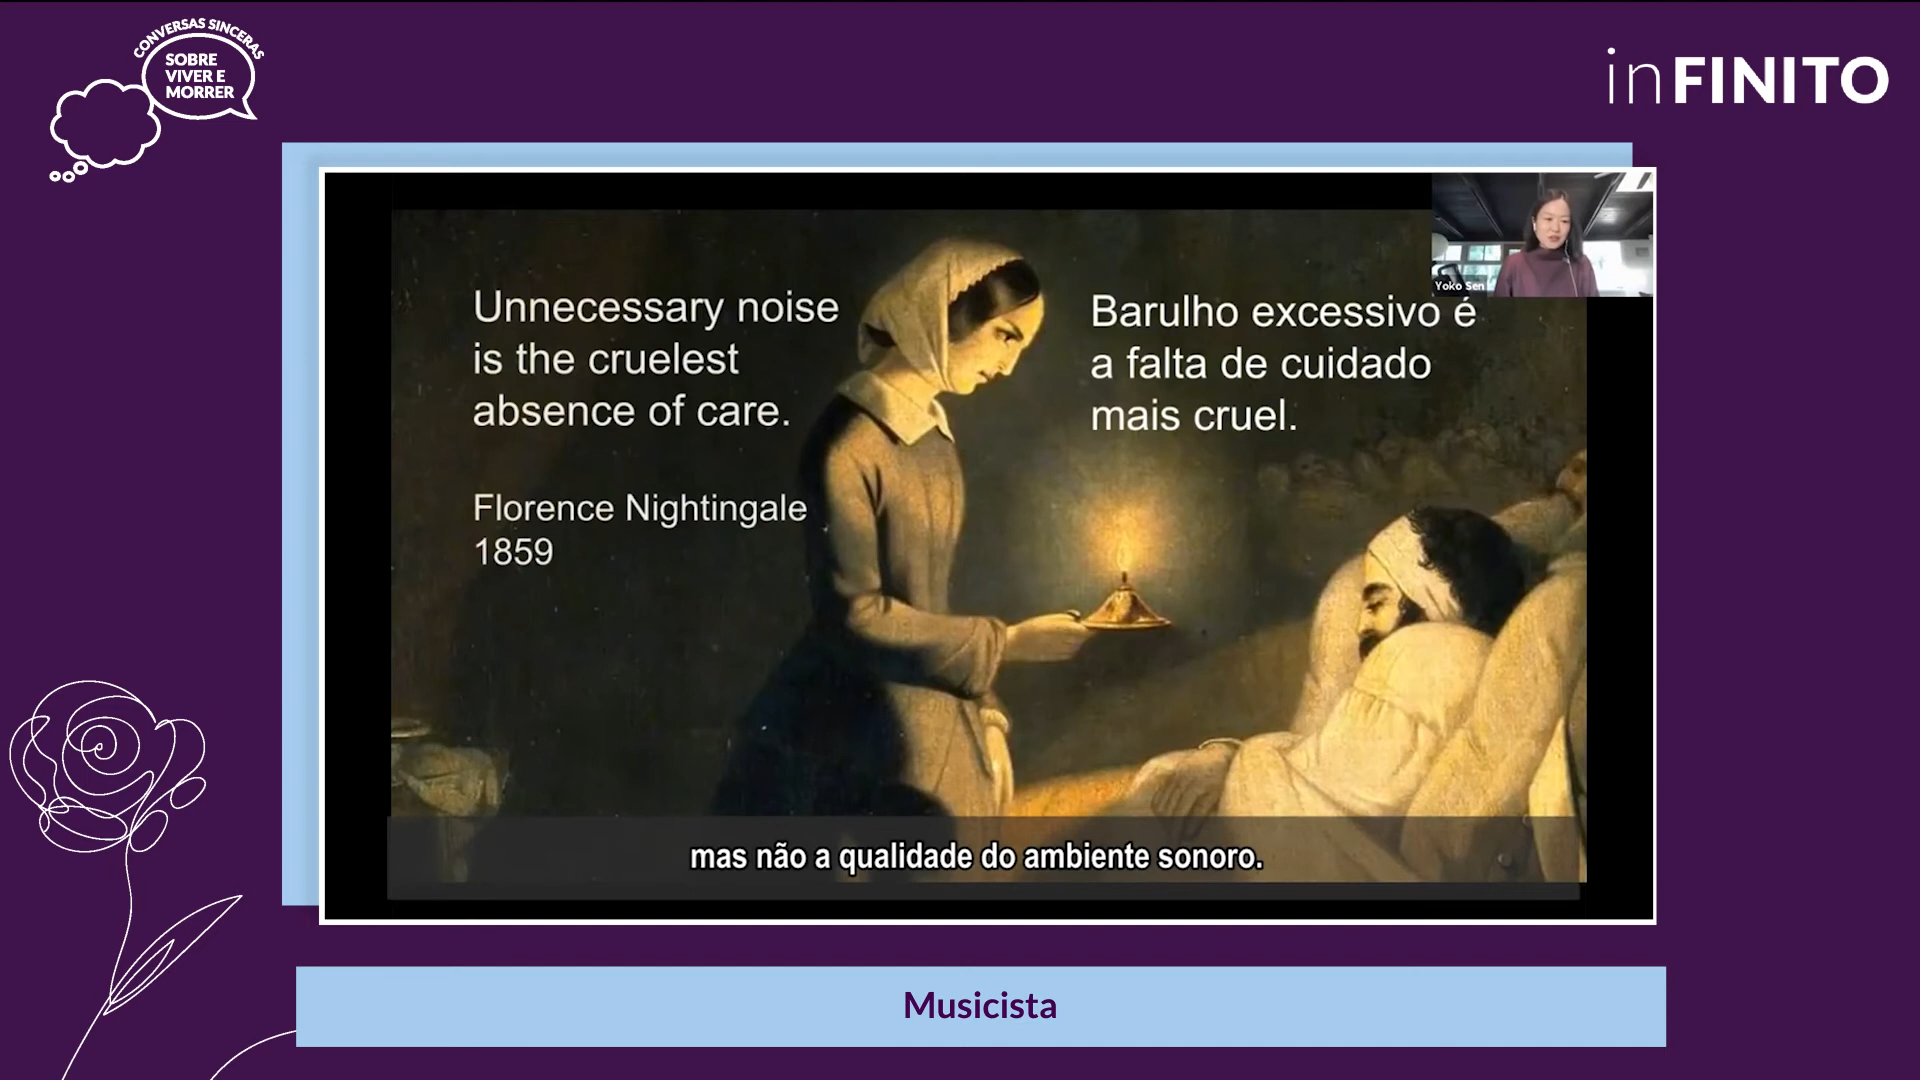 CONVERSAS SINCERAS
SOBRE
VIVER E
MORRER
inFINITO
Yoko Sen
Unnecessary noise
is the cruelest
absence of care.
Florence Nightingale
1859
Barulho excessivo é
a falta de cuidado
mais cruel.
mas não a qualidade do ambiente sonoro.
Musicista